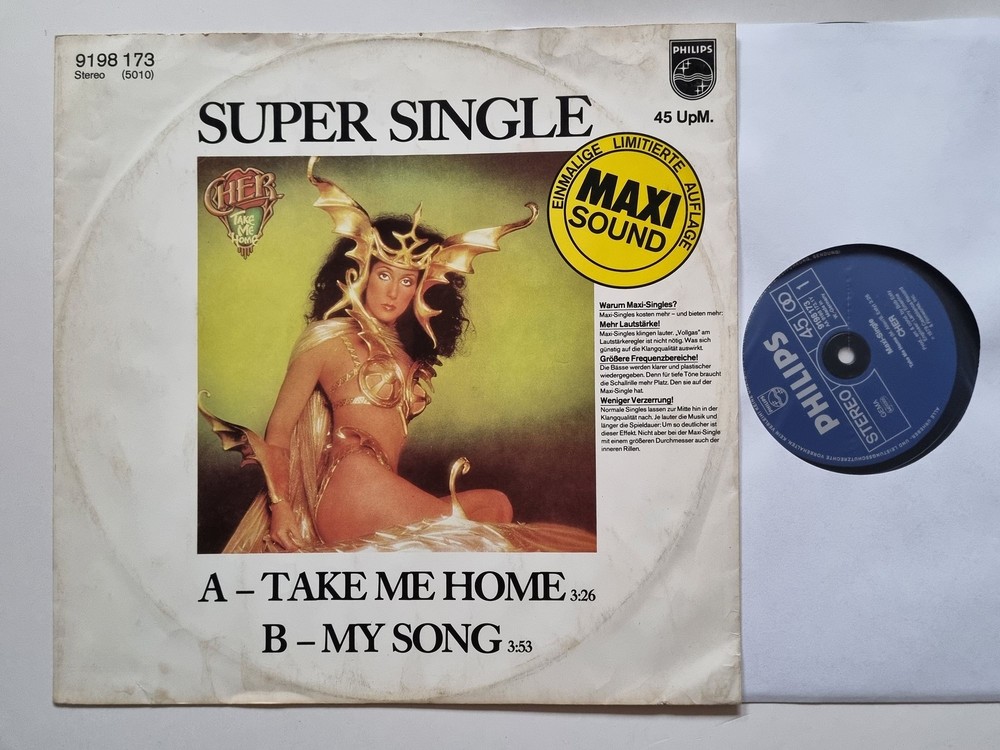 9198 173
Stereo (5010)
PHILIPS
45 UpM.
SUPER SINGLE
CHER
TAKE
ME
HOME
EINMALIGE LIMITIERTE AUFLAGE
MAXI
SOUND
Warum Maxi-Singles?
Maxi-Singles kosten mehr – und bieten mehr:
Mehr Lautstärke!
Maxi-Singles klingen lauter. „Vollgas" am
Lautstärkeregler ist nicht nötig. Was sich
günstig auf die Klangqualität auswirkt.
Größere Frequenzbereiche!
Die Bässe werden klarer und plastischer
wiedergegeben. Denn für tiefe Töne braucht
die Schallrille mehr Platz. Den sie auf der
Maxi-Single hat.
Weniger Verzerrung!
Normale Singles lassen zur Mitte hin in der
Klangqualität nach. Je lauter die Musik und
länger die Spieldauer: Um so deutlicher ist
dieser Effekt. Nicht aber bei der Maxi-Single
mit einem größeren Durchmesser auch der
inneren Rillen.
A – TAKE ME HOME 3:26
B – MY SONG 3:53
PHILIPS
STEREO
45
1
9198 173
GEMA
Maxi-Single
CHER